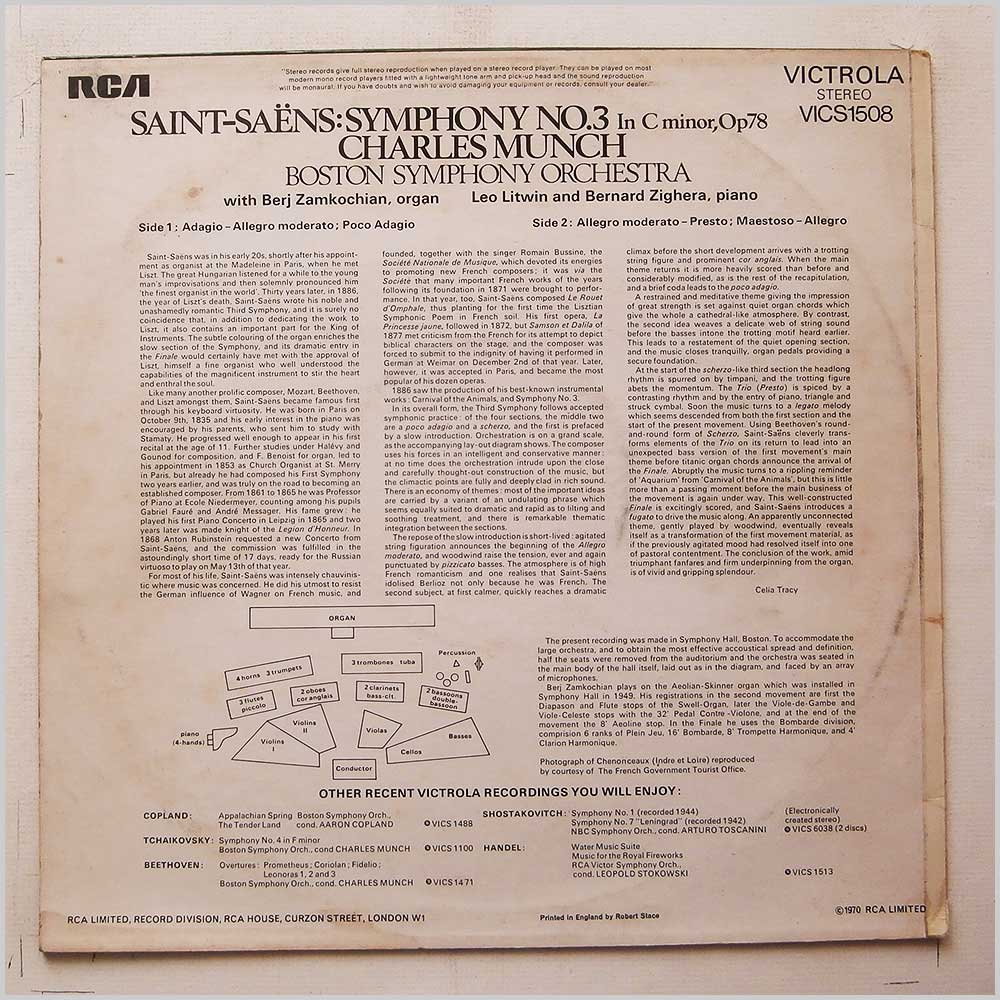 RCA
"Stereo records give full stereo reproduction when played on a stereo record player. They can be played on most
modern mono record players fitted with a lightweight tone arm and pick-up head and the sound reproduction
will be monaural. If you have doubts and wish to avoid damaging your equipment or records, consult your dealer."
VICTROLA
STEREO
VICS1508
SAINT-SAËNS: SYMPHONY NO.3 In C minor, Op78
CHARLES MUNCH
BOSTON SYMPHONY ORCHESTRA
with Berj Zamkochian, organ Leo Litwin and Bernard Zighera, piano
Side 1: Adagio – Allegro moderato; Poco Adagio
Side 2: Allegro moderato – Presto; Maestoso – Allegro
Saint-Saëns was in his early 20s, shortly after his appoint-
ment as organist at the Madeleine in Paris, when he met
Liszt. The great Hungarian listened for a while to the young
man's improvisations and then solemnly pronounced him
'the finest organist in the world'. Thirty years later, in 1886,
the year of Liszt's death, Saint-Saëns wrote his noble and
unashamedly romantic Third Symphony, and it is surely no
coincidence that, in addition to dedicating the work to
Liszt, it also contains an important part for the King of
Instruments. The subtle colouring of the organ enriches the
slow section of the Symphony, and its dramatic entry in
the Finale would certainly have met with the approval of
Liszt, himself a fine organist who well understood the
capabilities of the magnificent instrument to stir the heart
and enthral the soul.
Like many another prolific composer, Mozart, Beethoven,
and Liszt amongst them, Saint-Saëns became famous first
through his keyboard virtuosity. He was born in Paris on
October 9th, 1835 and his early interest in the piano was
encouraged by his parents, who sent him to study with
Stamaty. He progressed well enough to appear in his first
recital at the age of 11. Further studies under Halévy and
Gounod for composition, and F. Benoist for organ, led to
his appointment in 1853 as Church Organist at St. Merry
in Paris, but already he had composed his First Symphony
two years earlier, and was truly on the road to becoming an
established composer. From 1861 to 1865 he was Professor
of Piano at Ecole Niedermeyer, counting among his pupils
Gabriel Fauré and André Messager. His fame grew: he
played his first Piano Concerto in Leipzig in 1865 and two
years later was made knight of the Legion d'Honneur. In
1868 Anton Rubinstein requested a new Concerto from
Saint-Saëns, and the commission was fulfilled in the
astoundingly short time of 17 days, ready for the Russian
virtuoso to play on May 13th of that year.
For most of his life, Saint-Saëns was intensely chauvinis-
tic where music was concerned. He did his utmost to resist
the German influence of Wagner on French music, and
founded, together with the singer Romain Bussine, the
Société Nationale de Musique, which devoted its energies
to promoting new French composers; it was via the
Société that many important French works of the years
following its foundation in 1871 were brought to perfor-
mance. In that year, too, Saint-Saëns composed Le Rouet
d'Omphale, thus planting for the first time the Lisztian
Symphonic Poem in French soil. His first opera, La
Princesse jaune, followed in 1872, but Samson et Dalila of
1877 met criticism from the French for its attempt to depict
biblical characters on the stage, and the composer was
forced to submit to the indignity of having it performed in
German at Weimar on December 2nd of that year. Later,
however, it was accepted in Paris, and became the most
popular of his dozen operas.
1886 saw the production of his best-known instrumental
works: Carnival of the Animals, and Symphony No. 3.
In its overall form, the Third Symphony follows accepted
symphonic practice: of the four sections, the middle two
are a poco adagio and a scherzo, and the first is prefaced
by a slow introduction. Orchestration is on a grand scale,
as the accompanying lay-out diagram shows. The composer
uses his forces in an intelligent and conservative manner:
at no time does the orchestration intrude upon the close
and carefully thought-out construction of the music, but
the climactic points are fully and deeply clad in rich sound.
There is an economy of themes: most of the important ideas
are carried by a variant of an undulating phrase which
seems equally suited to dramatic and rapid as to lilting and
soothing treatment, and there is remarkable thematic
integration between the sections.
The repose of the slow introduction is short-lived: agitated
string figuration announces the beginning of the Allegro
moderato, and woodwind raise the tension, ever and again
punctuated by pizzicato basses. The atmosphere is of high
French romanticism and one realises that Saint-Saëns
idolised Berlioz not only because he was French. The
second subject, at first calmer, quickly reaches a dramatic
climax before the short development arrives with a trotting
string figure and prominent cor anglais. When the main
theme returns it is more heavily scored than before and
considerably modified, as is the rest of the recapitulation,
and a brief coda leads to the poco adagio.
A restrained and meditative theme giving the impression
of great strength is set against quiet organ chords which
give the whole a cathedral-like atmosphere. By contrast,
the second idea weaves a delicate web of string sound
before the basses intone the trotting motif heard earlier.
This leads to a restatement of the quiet opening section,
and the music closes tranquilly, organ pedals providing a
secure foundation.
At the start of the scherzo-like third section the headlong
rhythm is spurred on by timpani, and the trotting figure
abets the momentum. The Trio (Presto) is spiced by a
contrasting rhythm and by the entry of piano, triangle and
struck cymbal. Soon the music turns to a legato melody
which seems descended from both the first section and the
start of the present movement. Using Beethoven's round-
and-round form of Scherzo, Saint-Saëns cleverly trans-
forms elements of the Trio on its return to lead into an
unexpected bass version of the first movement's main
theme before titanic organ chords announce the arrival of
the Finale. Abruptly the music turns to a rippling reminder
of 'Aquarium' from 'Carnival of the Animals', but this is little
more than a passing moment before the main business of
the movement is again under way. This well-constructed
Finale is excitingly scored, and Saint-Saëns introduces a
fugato to drive the music along. An apparently unconnected
theme, gently played by woodwind, eventually reveals
itself as a transformation of the first movement material, as
if the previously agitated mood had resolved itself into one
of pastoral contentment. The conclusion of the work, amid
triumphant fanfares and firm underpinning from the organ,
is of vivid and gripping splendour.
Celia Tracy
ORGAN
4 horns 3 trumpets
3 trombones tuba
Percussion
3 flutes
piccolo
2 oboes
cor anglais
2 clarinets
bass-clt.
2 bassoons
double-
bassoon
piano
(4-hands)
Violins
I
Violins
II
Violas
Cellos
Basses
Conductor
The present recording was made in Symphony Hall, Boston. To accommodate the
large orchestra, and to obtain the most effective accoustical spread and definition,
half the seats were removed from the auditorium and the orchestra was seated in
the main body of the hall itself, laid out as in the diagram, and faced by an array
of microphones.
Berj Zamkochian plays on the Aeolian-Skinner organ which was installed in
Symphony Hall in 1949. His registrations in the second movement are first the
Diapason and Flute stops of the Swell-Organ, later the Viole-de-Gambe and
Viole-Celeste stops with the 32' Pedal Contre-Violone, and at the end of the
movement the 8' Aeoline stop. In the Finale he uses the Bombarde division,
comprision 6 ranks of Plein Jeu, 16' Bombarde, 8' Trompette Harmonique, and 4'
Clarion Harmonique.
Photograph of Chenonceaux (Indre et Loire) reproduced
by courtesy of The French Government Tourist Office.
OTHER RECENT VICTROLA RECORDINGS YOU WILL ENJOY:
COPLAND: Appalachian Spring Boston Symphony Orch.,
The Tender Land cond. AARON COPLAND VICS 1488
TCHAIKOVSKY: Symphony No. 4 in F minor
Boston Symphony Orch., cond CHARLES MUNCH VICS 1100
BEETHOVEN: Overtures: Prometheus; Coriolan; Fidelio;
Leonoras 1, 2 and 3
Boston Symphony Orch., cond. CHARLES MUNCH VICS 1471
SHOSTAKOVITCH: Symphony No. 1 (recorded 1944) (Electronically
Symphony No. 7 "Leningrad" (recorded 1942) created stereo)
NBC Symphony Orch., cond. ARTURO TOSCANINI VICS 6038 (2 discs)
HANDEL: Water Music Suite
Music for the Royal Fireworks
RCA Victor Symphony Orch.,
cond. LEOPOLD STOKOWSKI VICS 1513
RCA LIMITED, RECORD DIVISION, RCA HOUSE, CURZON STREET, LONDON W1
Printed in England by Robert Stace
©1970 RCA LIMITED